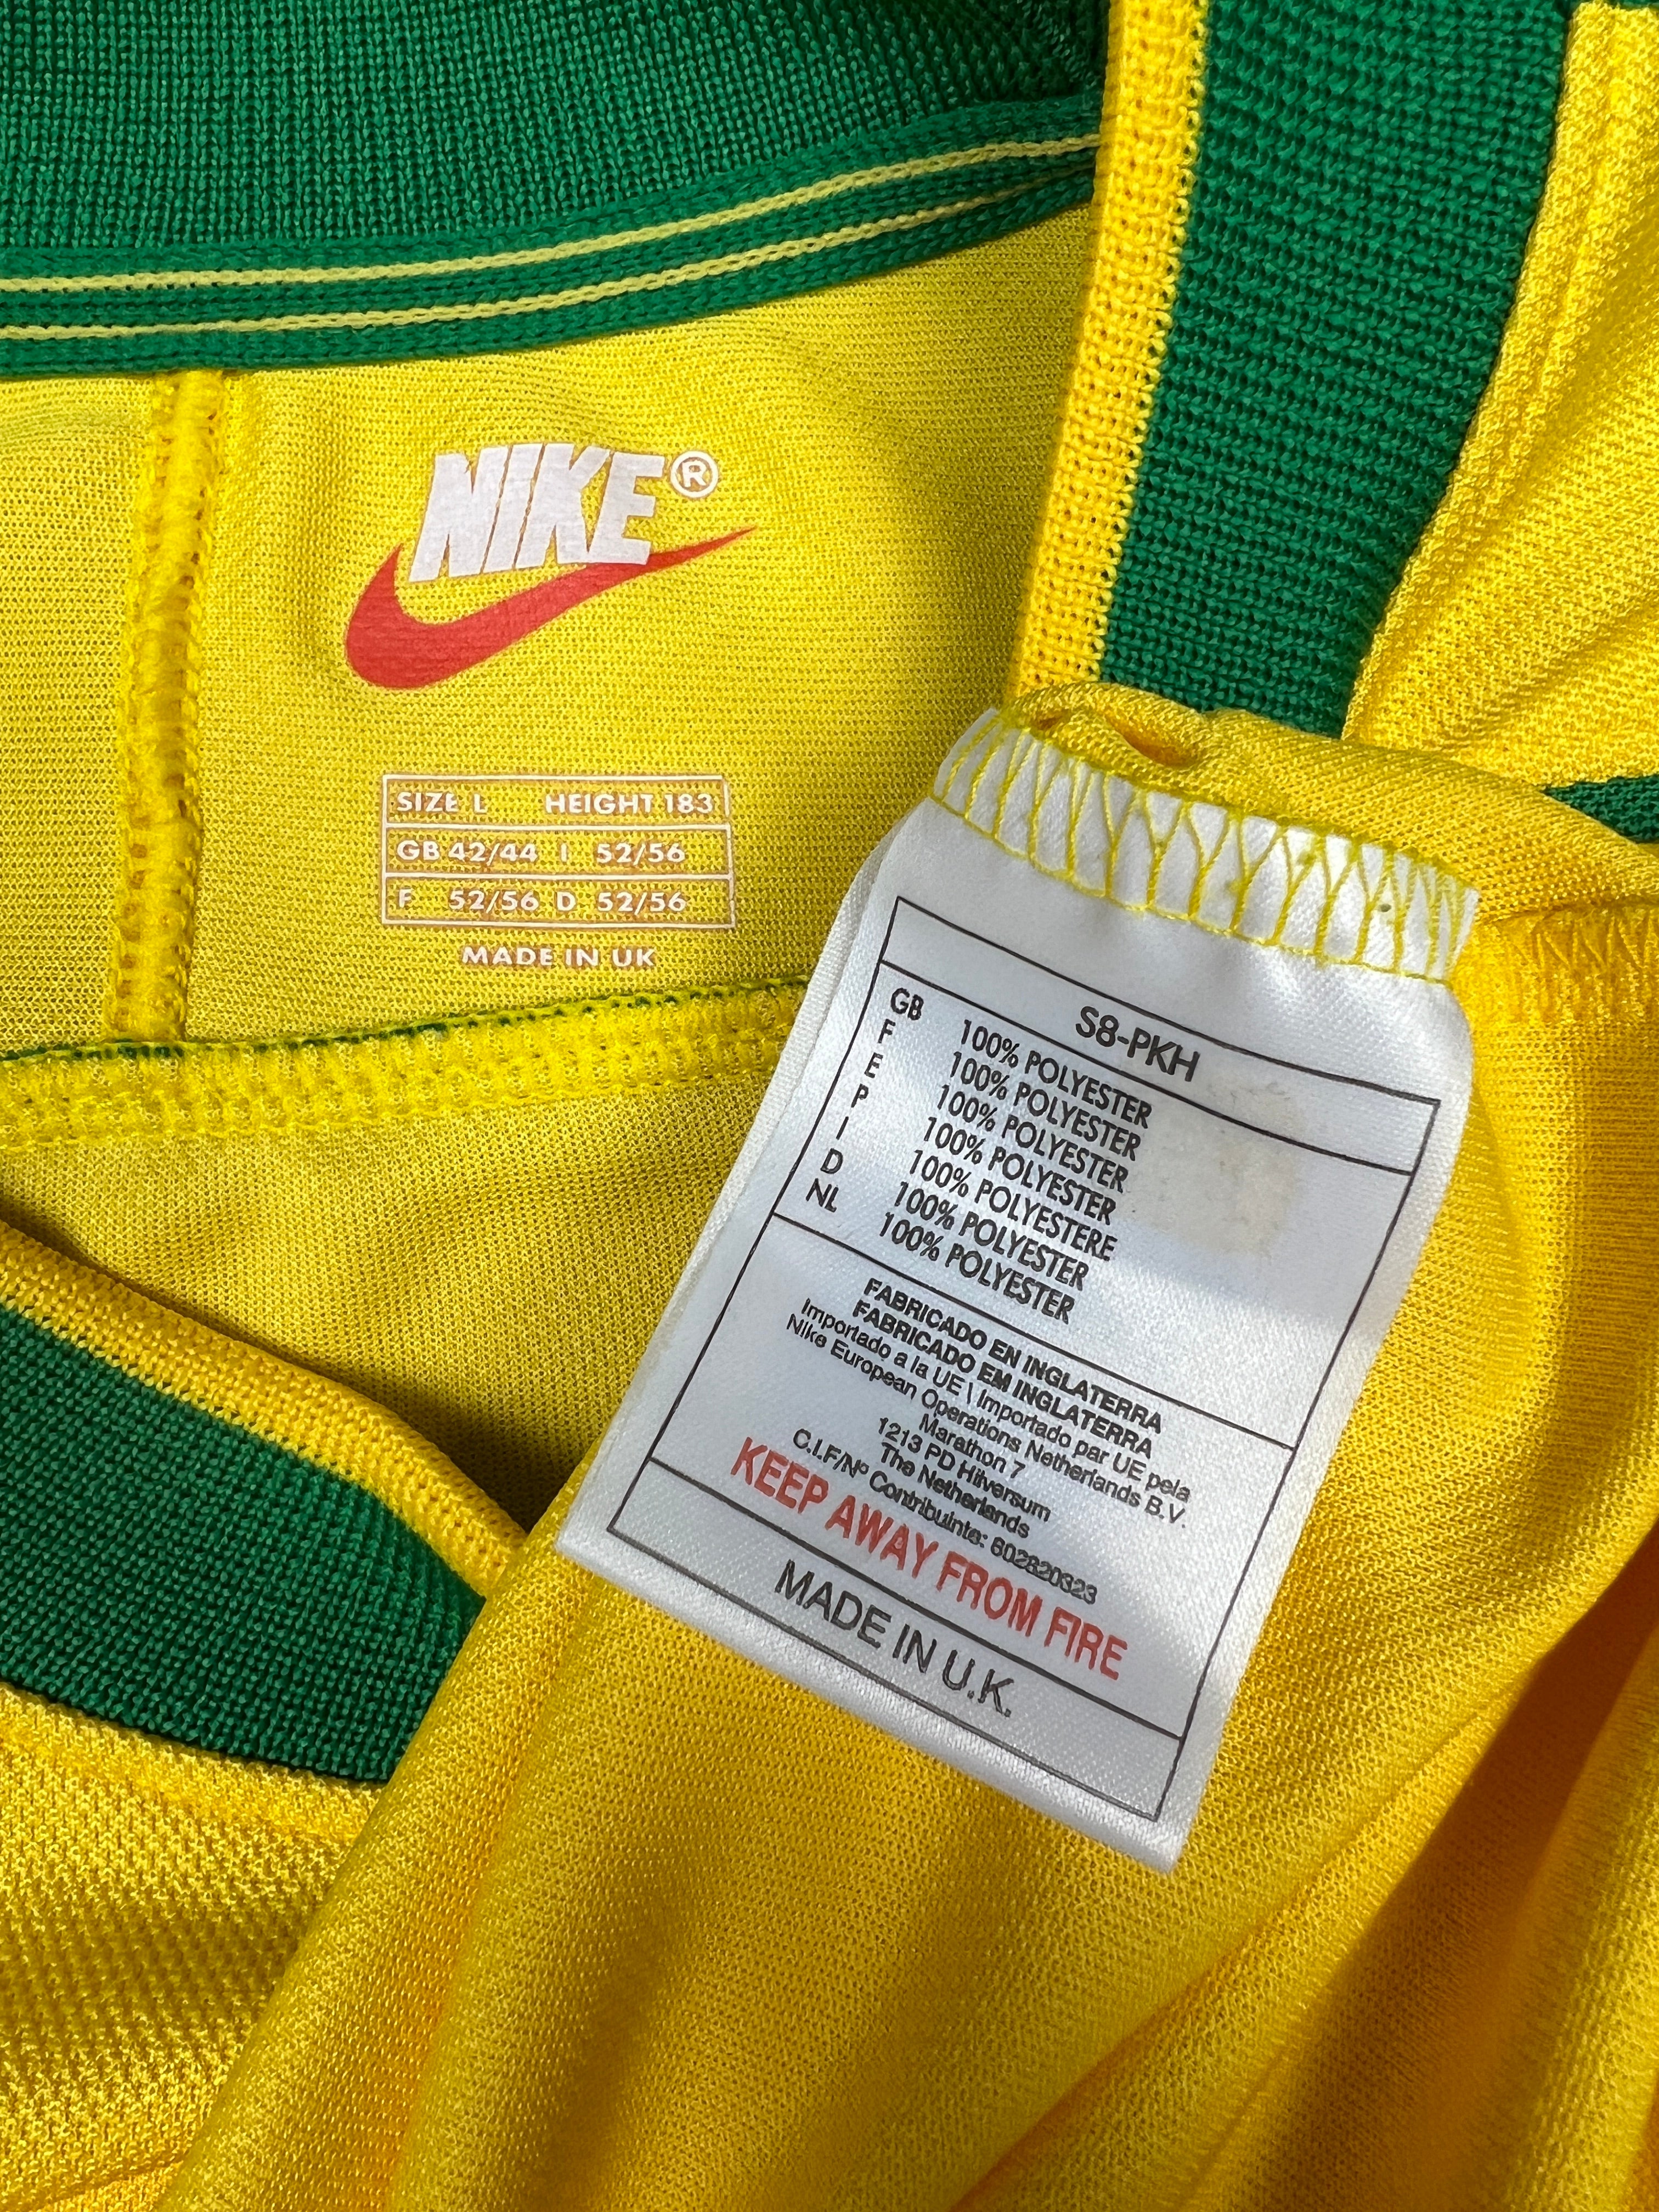 NIKE®
SIZE L HEIGHT 183
GB 42/44 I 52/56
F 52/56 D 52/56
MADE IN UK
S8-PKH
GB 100% POLYESTER
F 100% POLYESTER
E 100% POLYESTER
P 100% POLYESTER
I 100% POLYESTERE
D 100% POLYESTER
NL 100% POLYESTER
FABRICADO EN INGLATERRA
FABRICADO EM INGLATERRA
Importado a la UE \ Importado par UE pela
Nike European Operations Netherlands B.V.
Marathon 7
1213 PD Hilversum
The Netherlands
C.I.F/Nº Contribuinte: 602820323
KEEP AWAY FROM FIRE
MADE IN U.K.